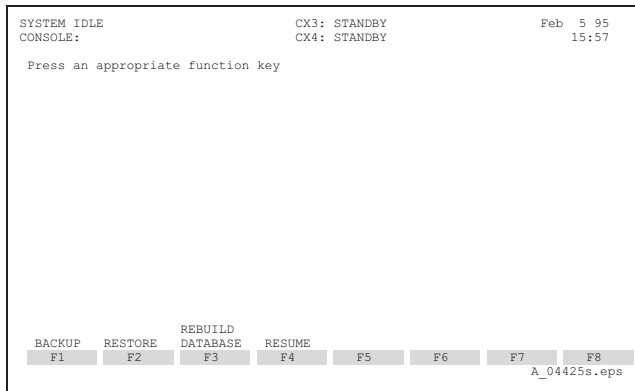 SYSTEM IDLE CX3: STANDBY Feb 5 95
CONSOLE: CX4: STANDBY 15:57
Press an appropriate function key
REBUILD
BACKUP RESTORE DATABASE RESUME
F1 F2 F3 F4 F5 F6 F7 F8
A_04425s.eps